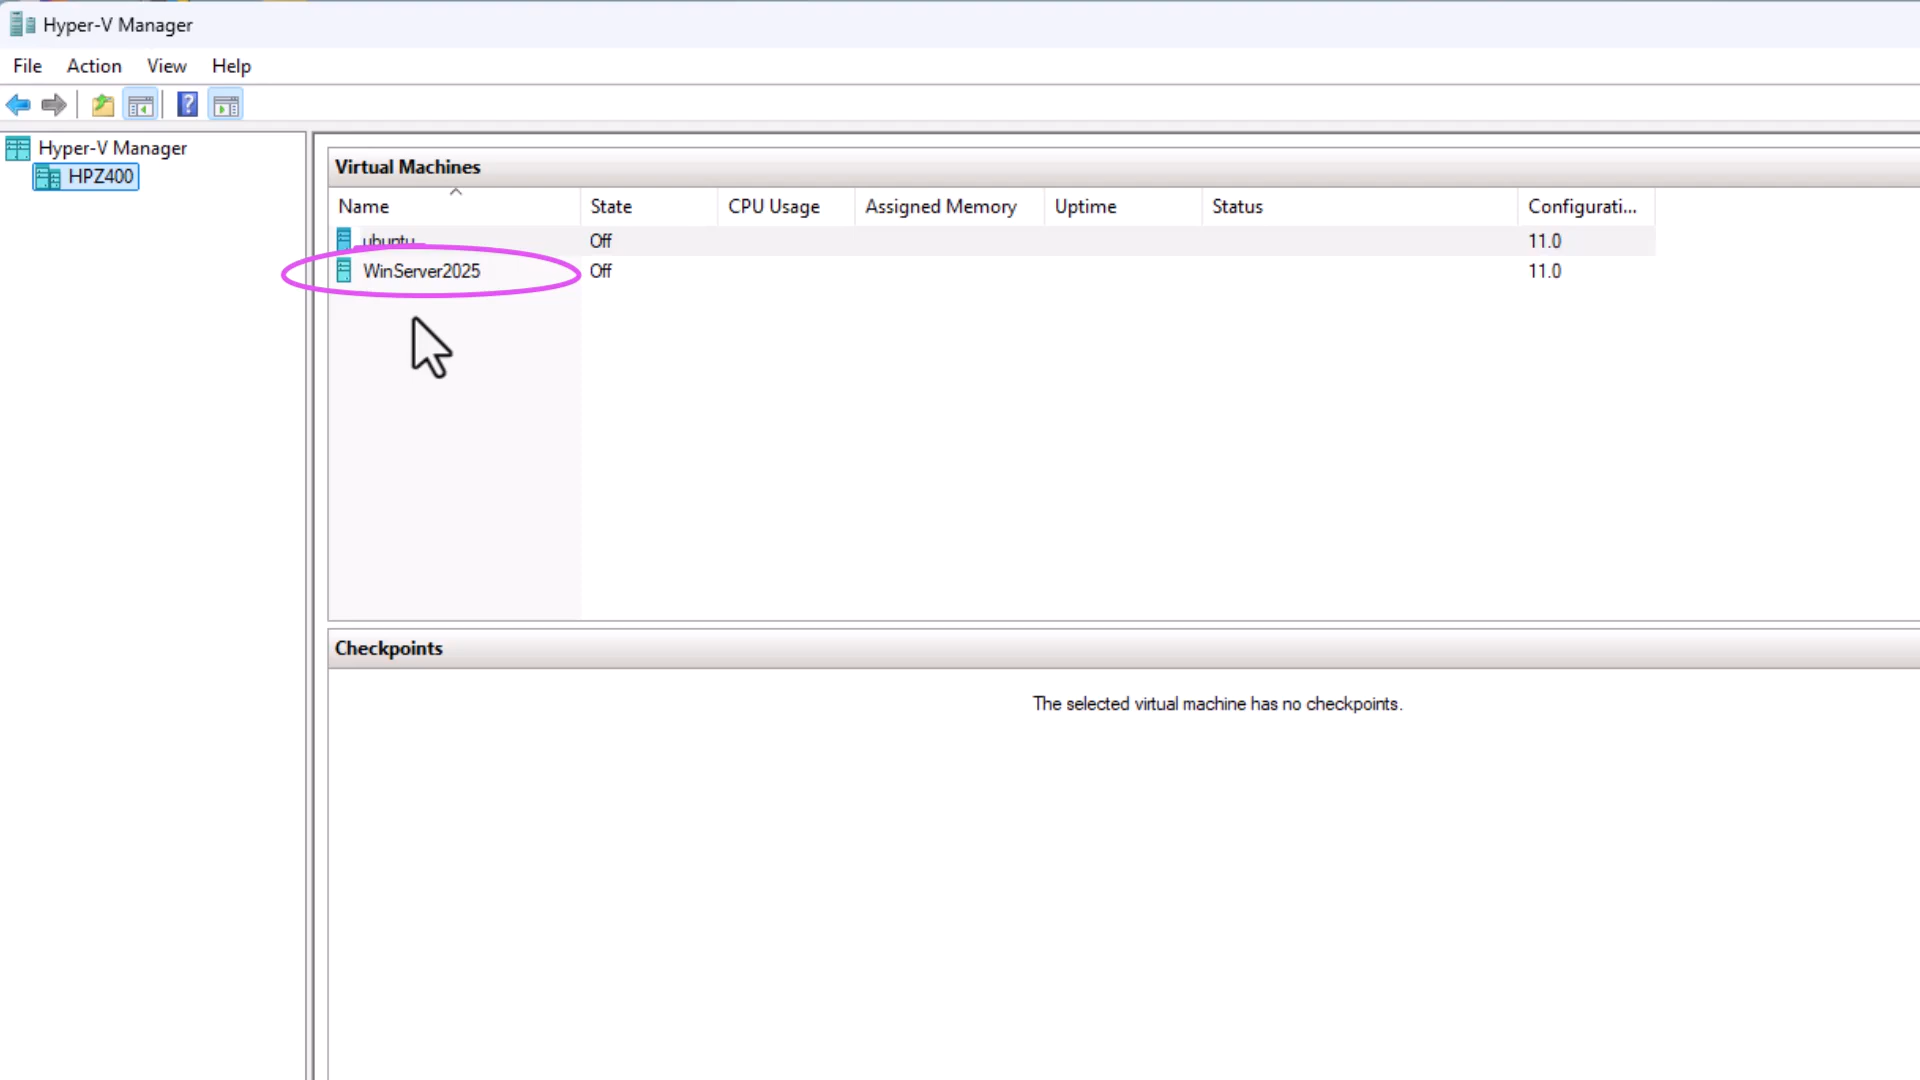 Hyper-V Manager
File Action View Help
Hyper-V Manager
HPZ400
Virtual Machines
Name State CPU Usage Assigned Memory Uptime Status Configurati...
ubuntu Off 11.0
WinServer2025 Off 11.0
Checkpoints
The selected virtual machine has no checkpoints.